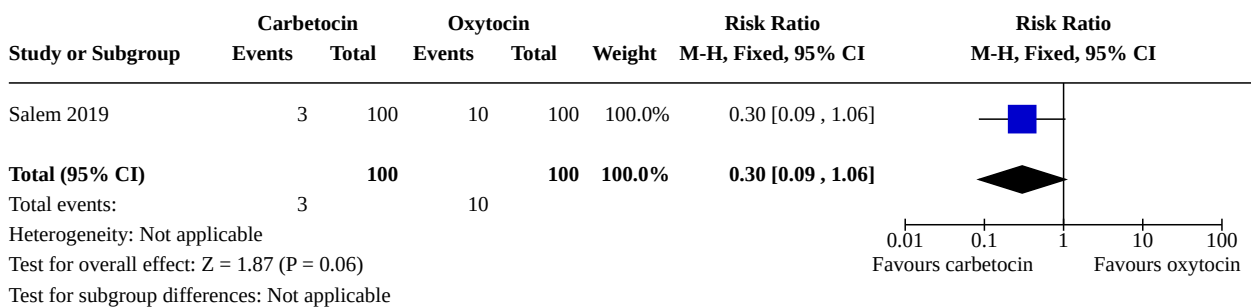 Carbetocin Oxytocin Risk Ratio Risk Ratio
Study or Subgroup Events Total Events Total Weight M-H, Fixed, 95% CI M-H, Fixed, 95% CI
Salem 2019 3 100 10 100 100.0% 0.30 [0.09 , 1.06]
Total (95% CI) 100 100 100.0% 0.30 [0.09 , 1.06]
Total events: 3 10
Heterogeneity: Not applicable 0.01 0.1 1 10 100
Test for overall effect: Z = 1.87 (P = 0.06) Favours carbetocin Favours oxytocin
Test for subgroup differences: Not applicable